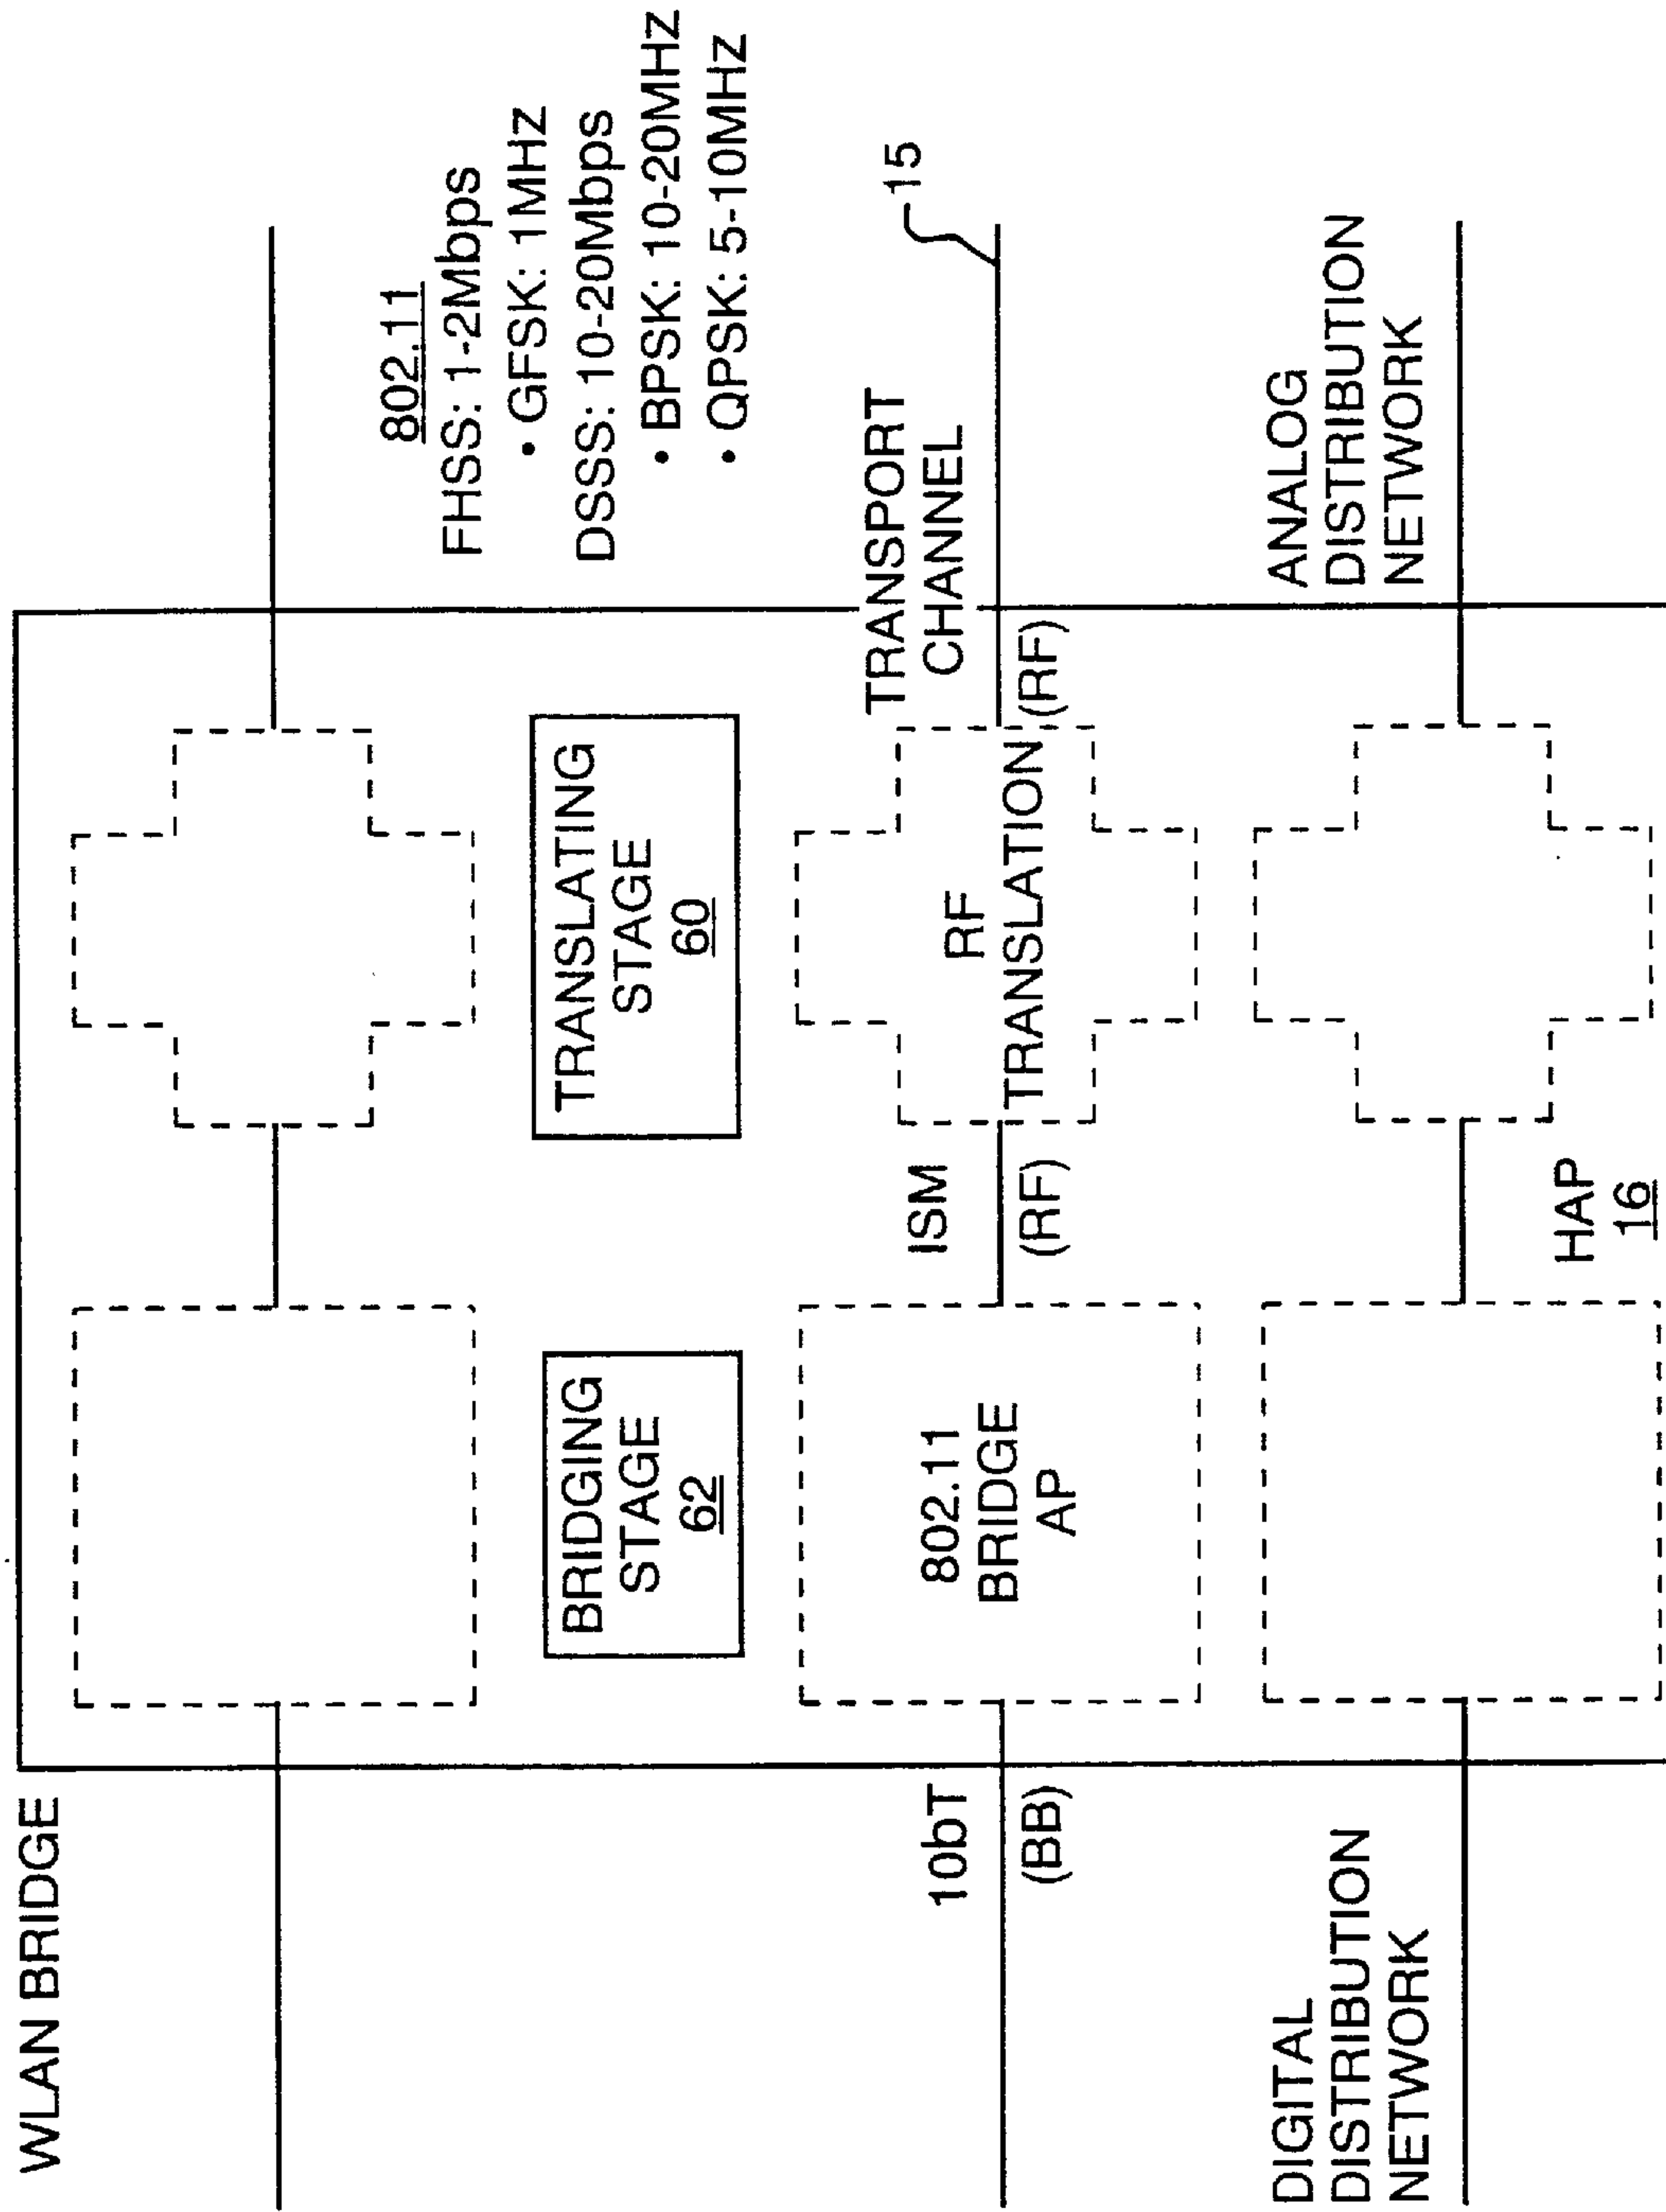 WLAN BRIDGE
802.11
FHSS: 1-2Mbps
• GFSK: 1MHz
DSSS: 10-20Mbps
• BPSK: 10-20MHz
• QPSK: 5-10MHz
BRIDGING
STAGE
62
TRANSLATING
STAGE
60
10bT
(BB)
802.11
BRIDGE
AP
ISM
(RF)
RF
TRANSLATION
(RF)
TRANSPORT
CHANNEL
15
DIGITAL
DISTRIBUTION
NETWORK
HAP
16
ANALOG
DISTRIBUTION
NETWORK